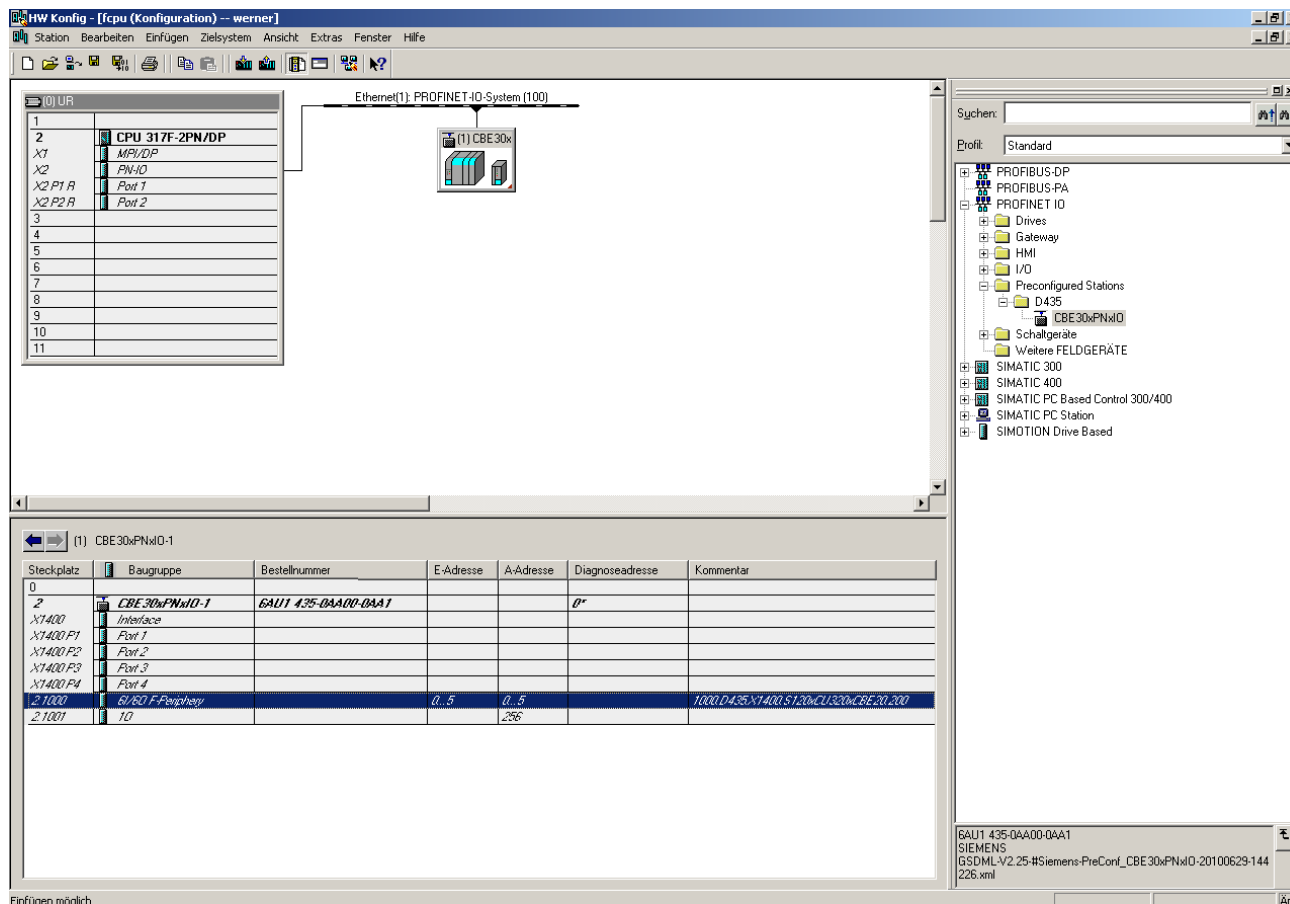 HW Konfig - [fcpu (Konfiguration) -- werner]
Station Bearbeiten Einfügen Zielsystem Ansicht Extras Fenster Hilfe
(0) UR
1
2 CPU 317F-2PN/DP
X1 MPI/DP
X2 PN-IO
X2 P1 R Port 1
X2 P2 R Port 2
3
4
5
6
7
8
9
10
11
Ethernet(1): PROFINET-IO-System (100)
(1) CBE30x
Suchen:
Profil: Standard
PROFIBUS-DP
PROFIBUS-PA
PROFINET IO
Drives
Gateway
HMI
I/O
Preconfigured Stations
D435
CBE30xPNxIO
Schaltgeräte
Weitere FELDGERÄTE
SIMATIC 300
SIMATIC 400
SIMATIC PC Based Control 300/400
SIMATIC PC Station
SIMOTION Drive Based
(1) CBE30xPNxIO-1
Steckplatz Baugruppe Bestellnummer E-Adresse A-Adresse Diagnoseadresse Kommentar
0
2 CBE30xPNxIO-1 6AU1 435-0AA00-0AA1 0*
X1400 Interface
X1400 P1 Port 1
X1400 P2 Port 2
X1400 P3 Port 3
X1400 P4 Port 4
2.1000 6I/6O F-Periphery 0...5 0...5 1000.D435.X1400.S120xCU320xCBE20.200
2.1001 1O 256
6AU1 435-0AA00-0AA1
SIEMENS
GSDML-V2.25-#Siemens-PreConf_CBE30xPNxIO-20100629-144
226.xml
Einfügen möglich
Än